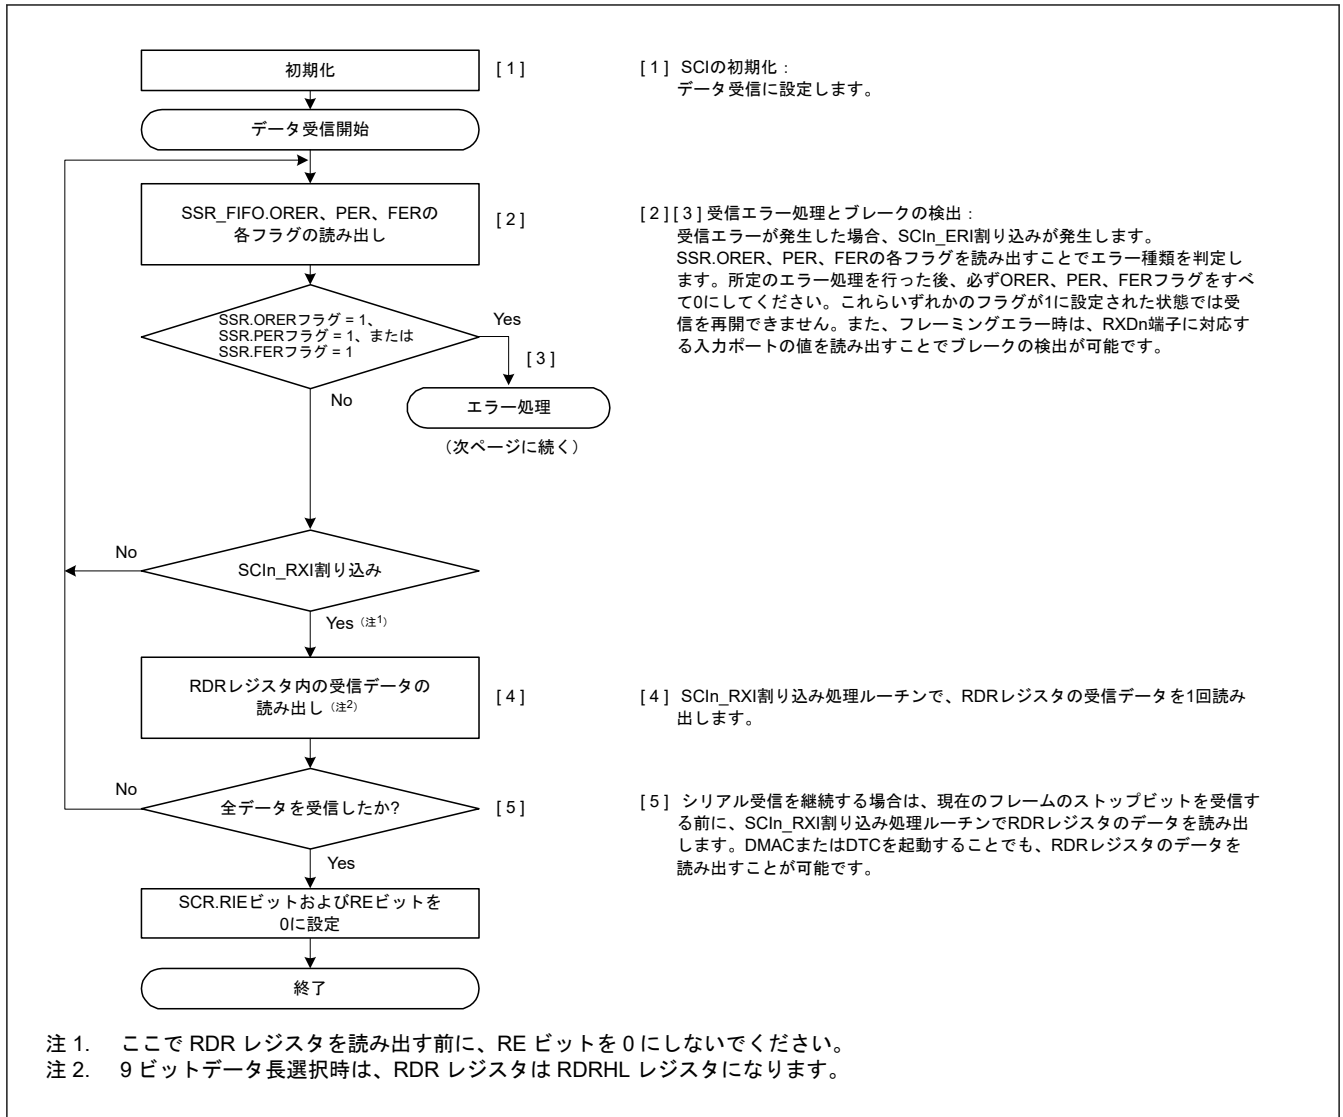 初期化
[ 1 ]
[ 1 ] SCIの初期化：
データ受信に設定します。
データ受信開始
SSR_FIFO.ORER、PER、FERの
各フラグの読み出し
[ 2 ]
[ 2 ] [ 3 ] 受信エラー処理とブレークの検出：
受信エラーが発生した場合、SCIn_ERI割り込みが発生します。
SSR.ORER、PER、FERの各フラグを読み出すことでエラー種類を判定し
ます。所定のエラー処理を行った後、必ずORER、PER、FERフラグをすべ
て0にしてください。これらいずれかのフラグが1に設定された状態では受
信を再開できません。また、フレーミングエラー時は、RXDn端子に対応す
る入力ポートの値を読み出すことでブレークの検出が可能です。
SSR.ORERフラグ = 1、
SSR.PERフラグ = 1、または
SSR.FERフラグ = 1
Yes
[ 3 ]
No
エラー処理
（次ページに続く）
No
SCIn_RXI割り込み
Yes（注1）
RDRレジスタ内の受信データの
読み出し（注2）
[ 4 ]
[ 4 ] SCIn_RXI割り込み処理ルーチンで、RDRレジスタの受信データを1回読み
出します。
No
全データを受信したか?
[ 5 ]
[ 5 ] シリアル受信を継続する場合は、現在のフレームのストップビットを受信す
る前に、SCIn_RXI割り込み処理ルーチンでRDRレジスタのデータを読み出
します。DMACまたはDTCを起動することでも、RDRレジスタのデータを
読み出すことが可能です。
Yes
SCR.RIEビットおよびREビットを
0に設定
終了
注 1. ここで RDR レジスタを読み出す前に、RE ビットを 0 にしないでください。
注 2. 9 ビットデータ長選択時は、RDR レジスタは RDRHL レジスタになります。